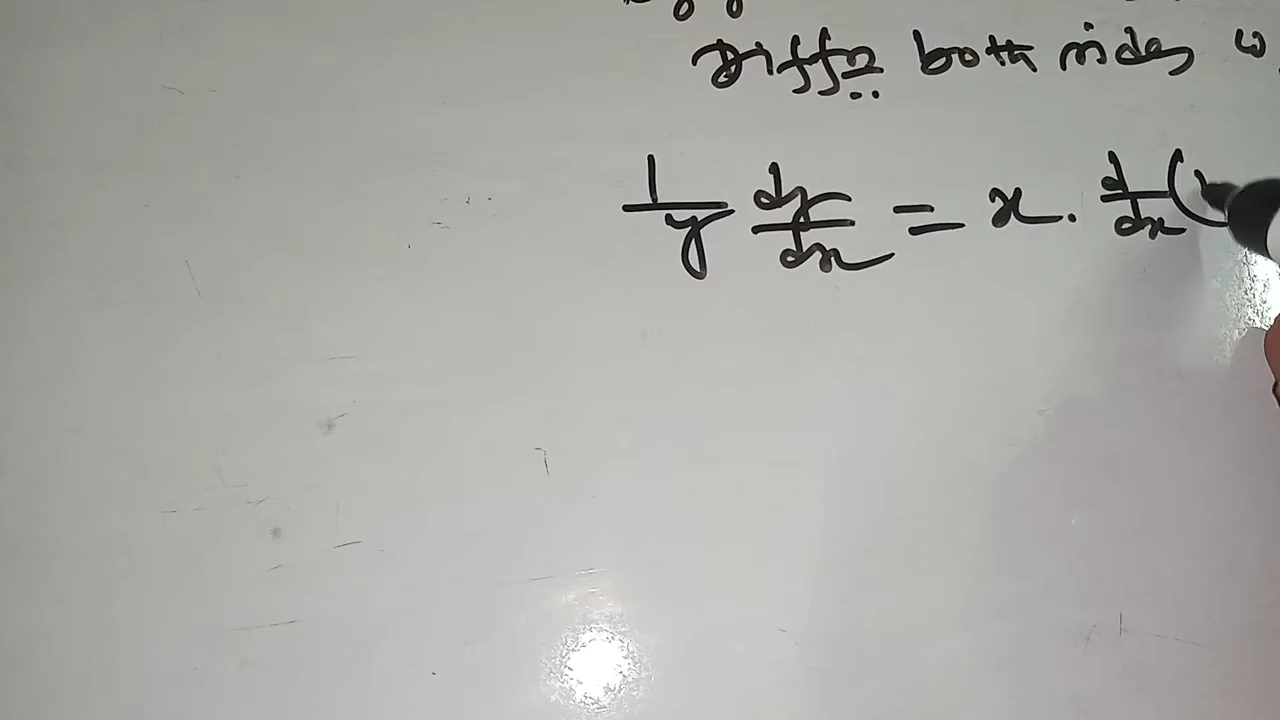 Diffn both sides w
1/y dy/dx = x. d/dx (